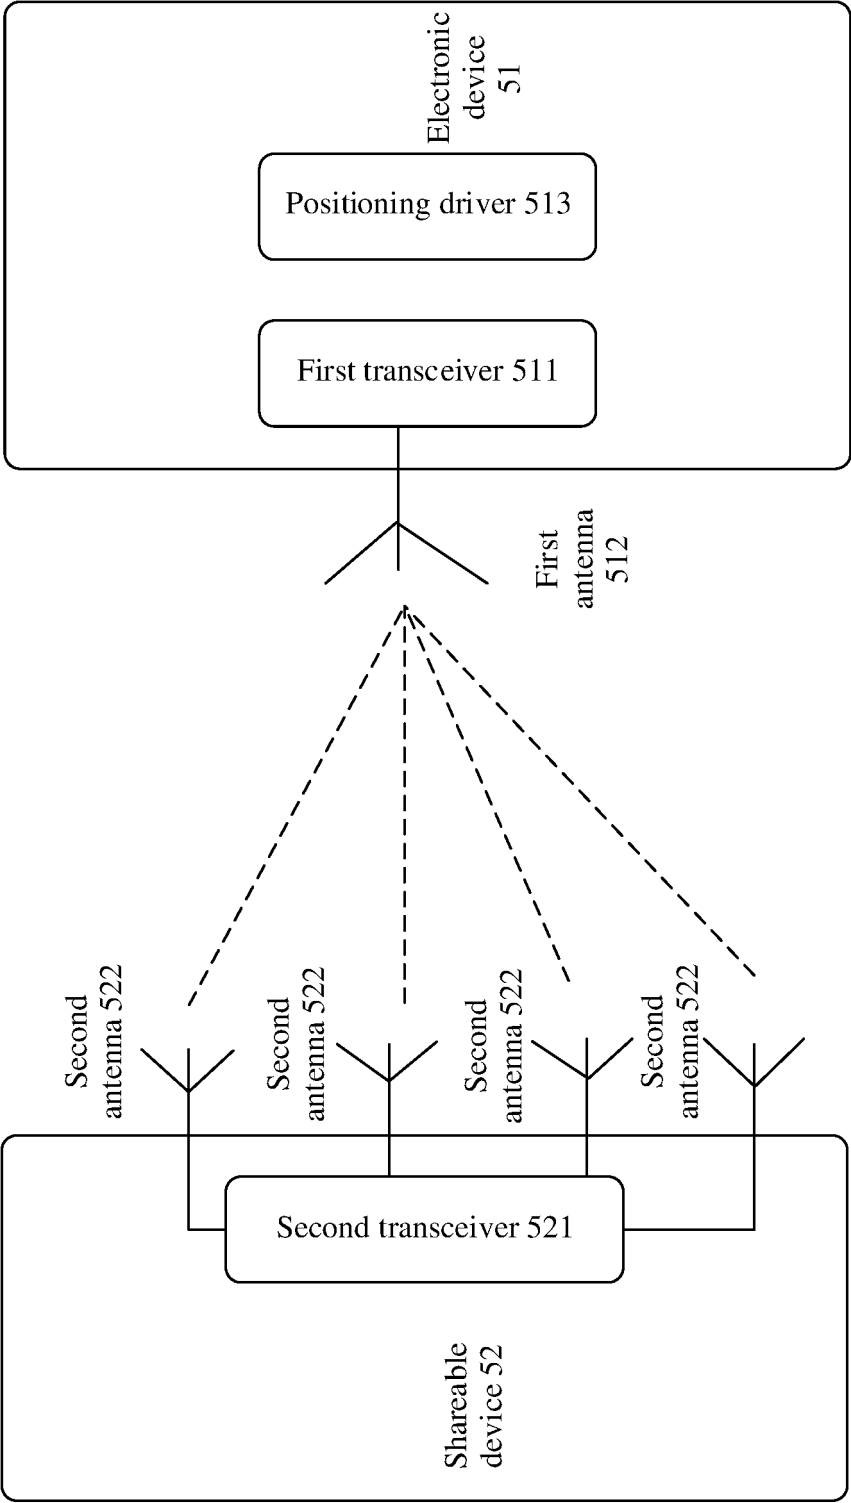 Electronic
device
51
Positioning driver 513
First transceiver 511
First
antenna
512
Second
antenna 522
Second
antenna 522
Second
antenna 522
Second
antenna 522
Second transceiver 521
Shareable
device 52